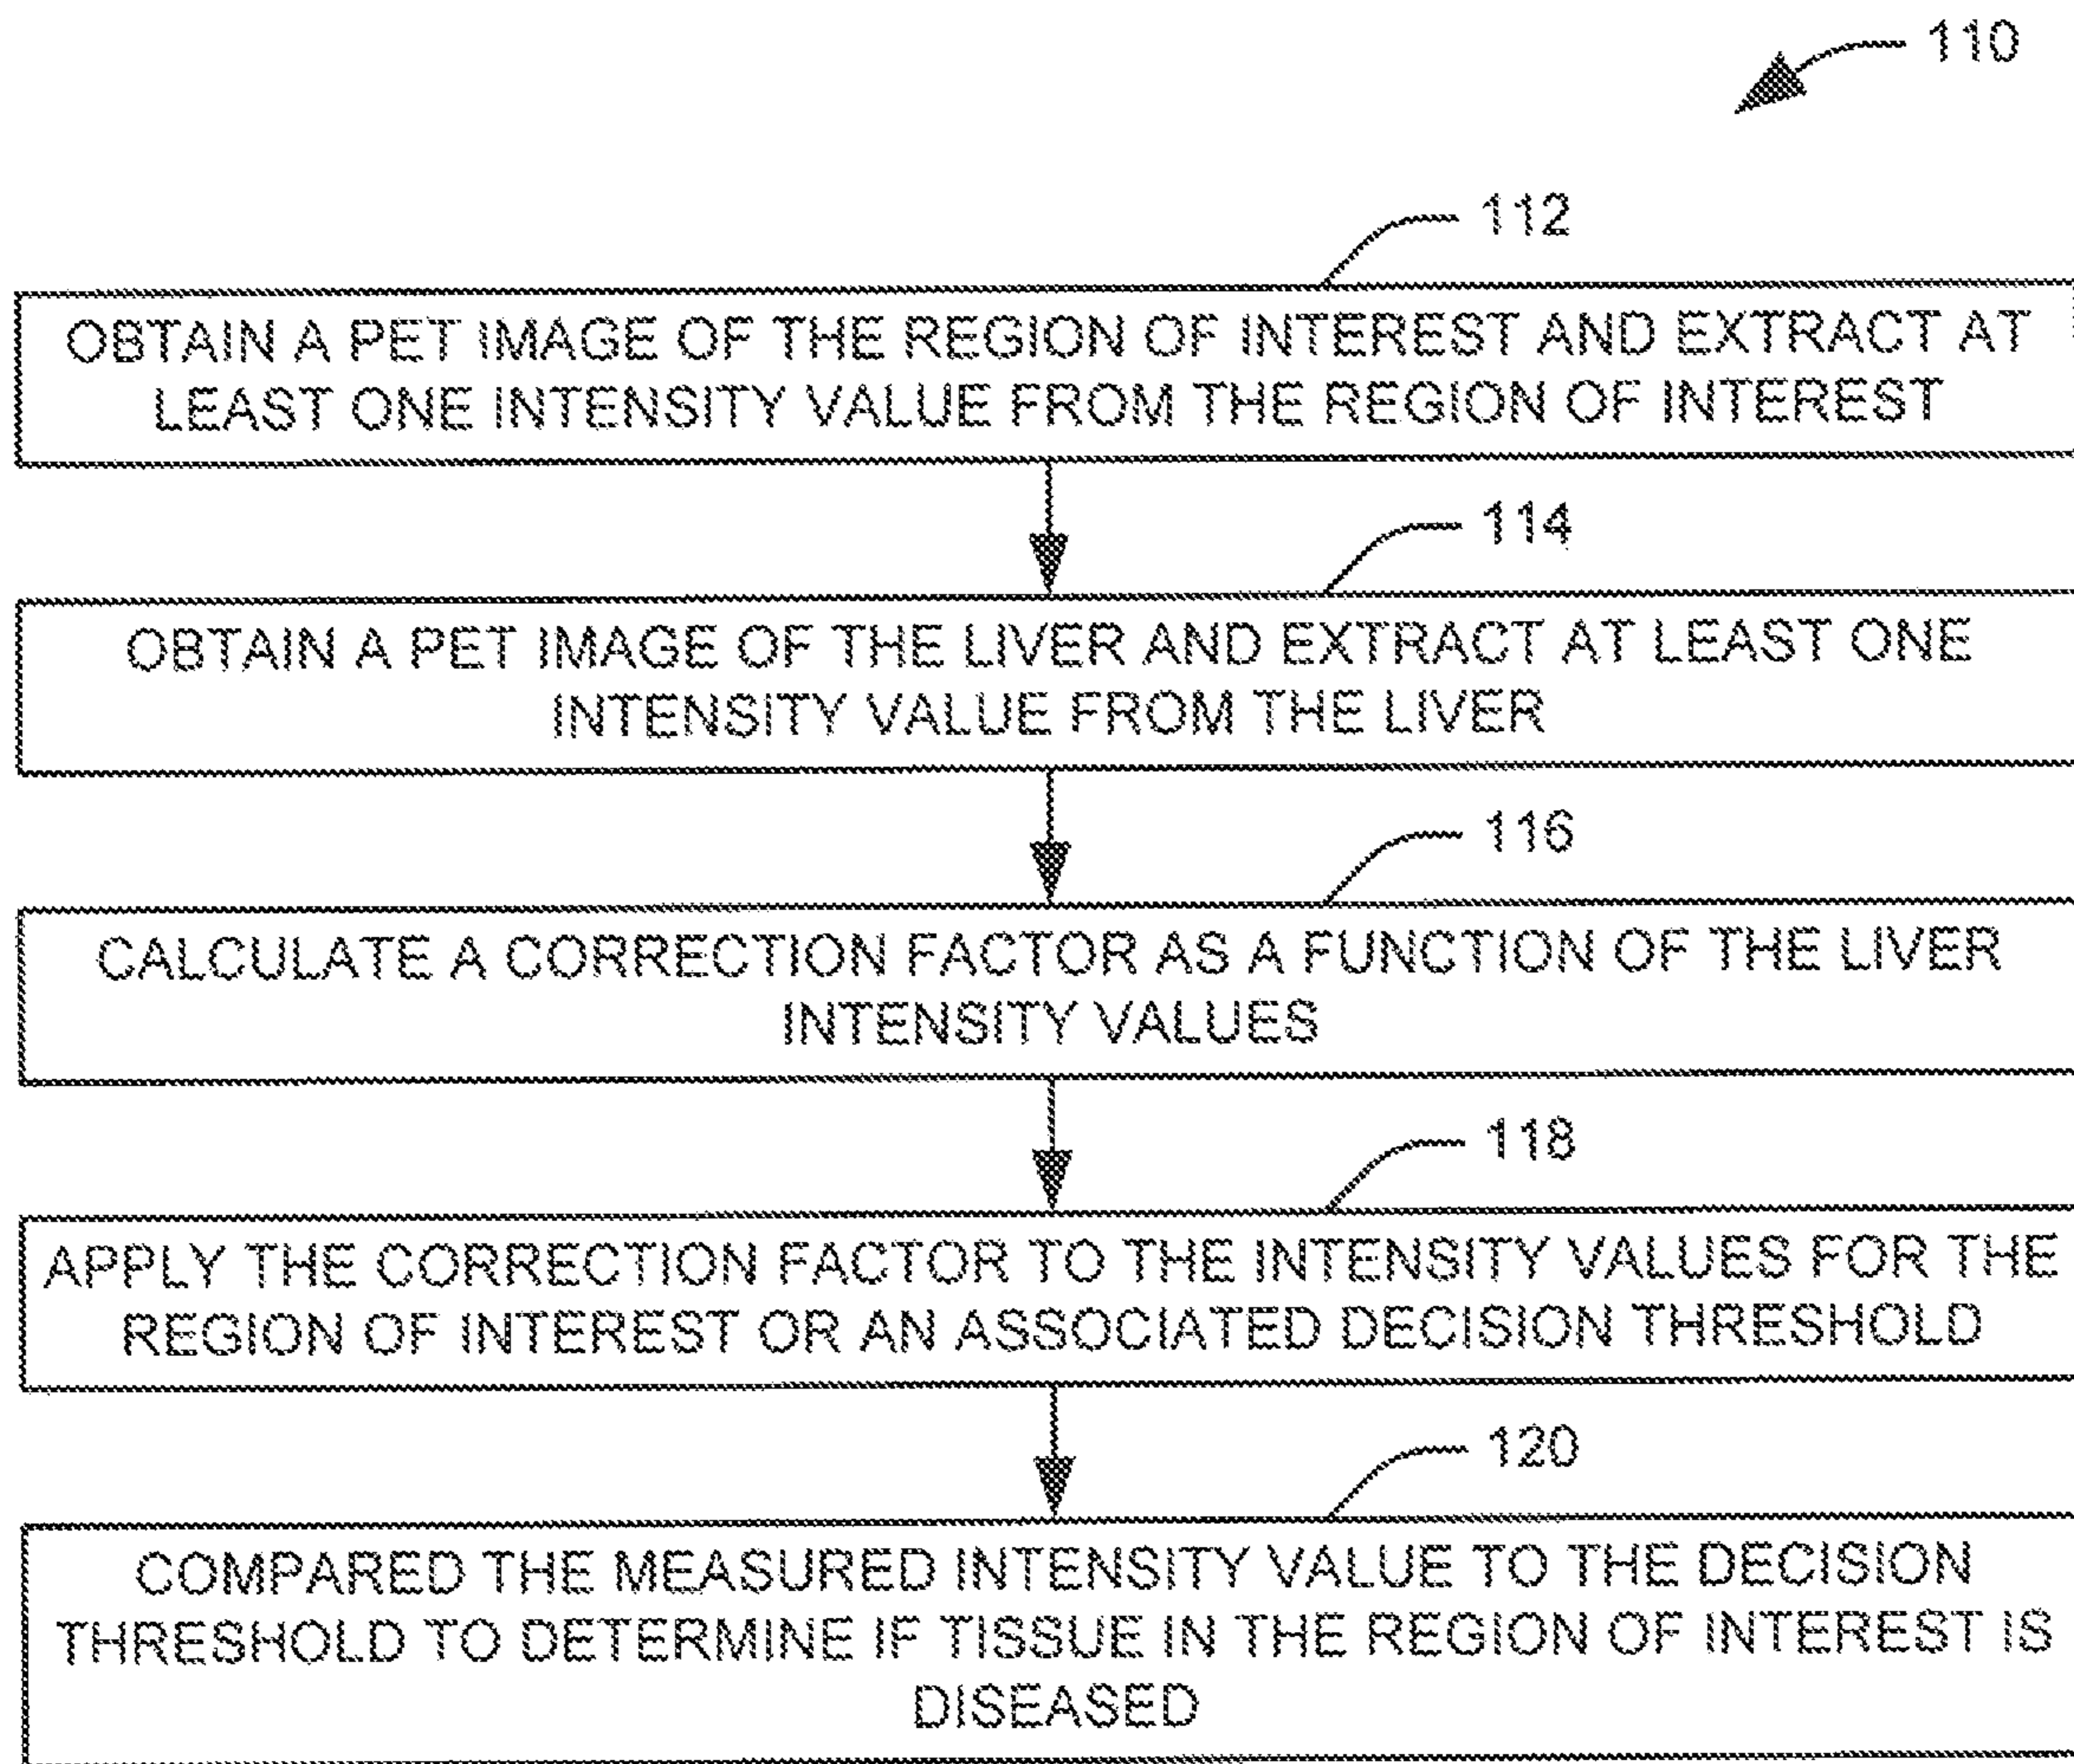 110
112
OBTAIN A PET IMAGE OF THE REGION OF INTEREST AND EXTRACT AT
LEAST ONE INTENSITY VALUE FROM THE REGION OF INTEREST
114
OBTAIN A PET IMAGE OF THE LIVER AND EXTRACT AT LEAST ONE
INTENSITY VALUE FROM THE LIVER
116
CALCULATE A CORRECTION FACTOR AS A FUNCTION OF THE LIVER
INTENSITY VALUES
118
APPLY THE CORRECTION FACTOR TO THE INTENSITY VALUES FOR THE
REGION OF INTEREST OR AN ASSOCIATED DECISION THRESHOLD
120
COMPARED THE MEASURED INTENSITY VALUE TO THE DECISION
THRESHOLD TO DETERMINE IF TISSUE IN THE REGION OF INTEREST IS
DISEASED